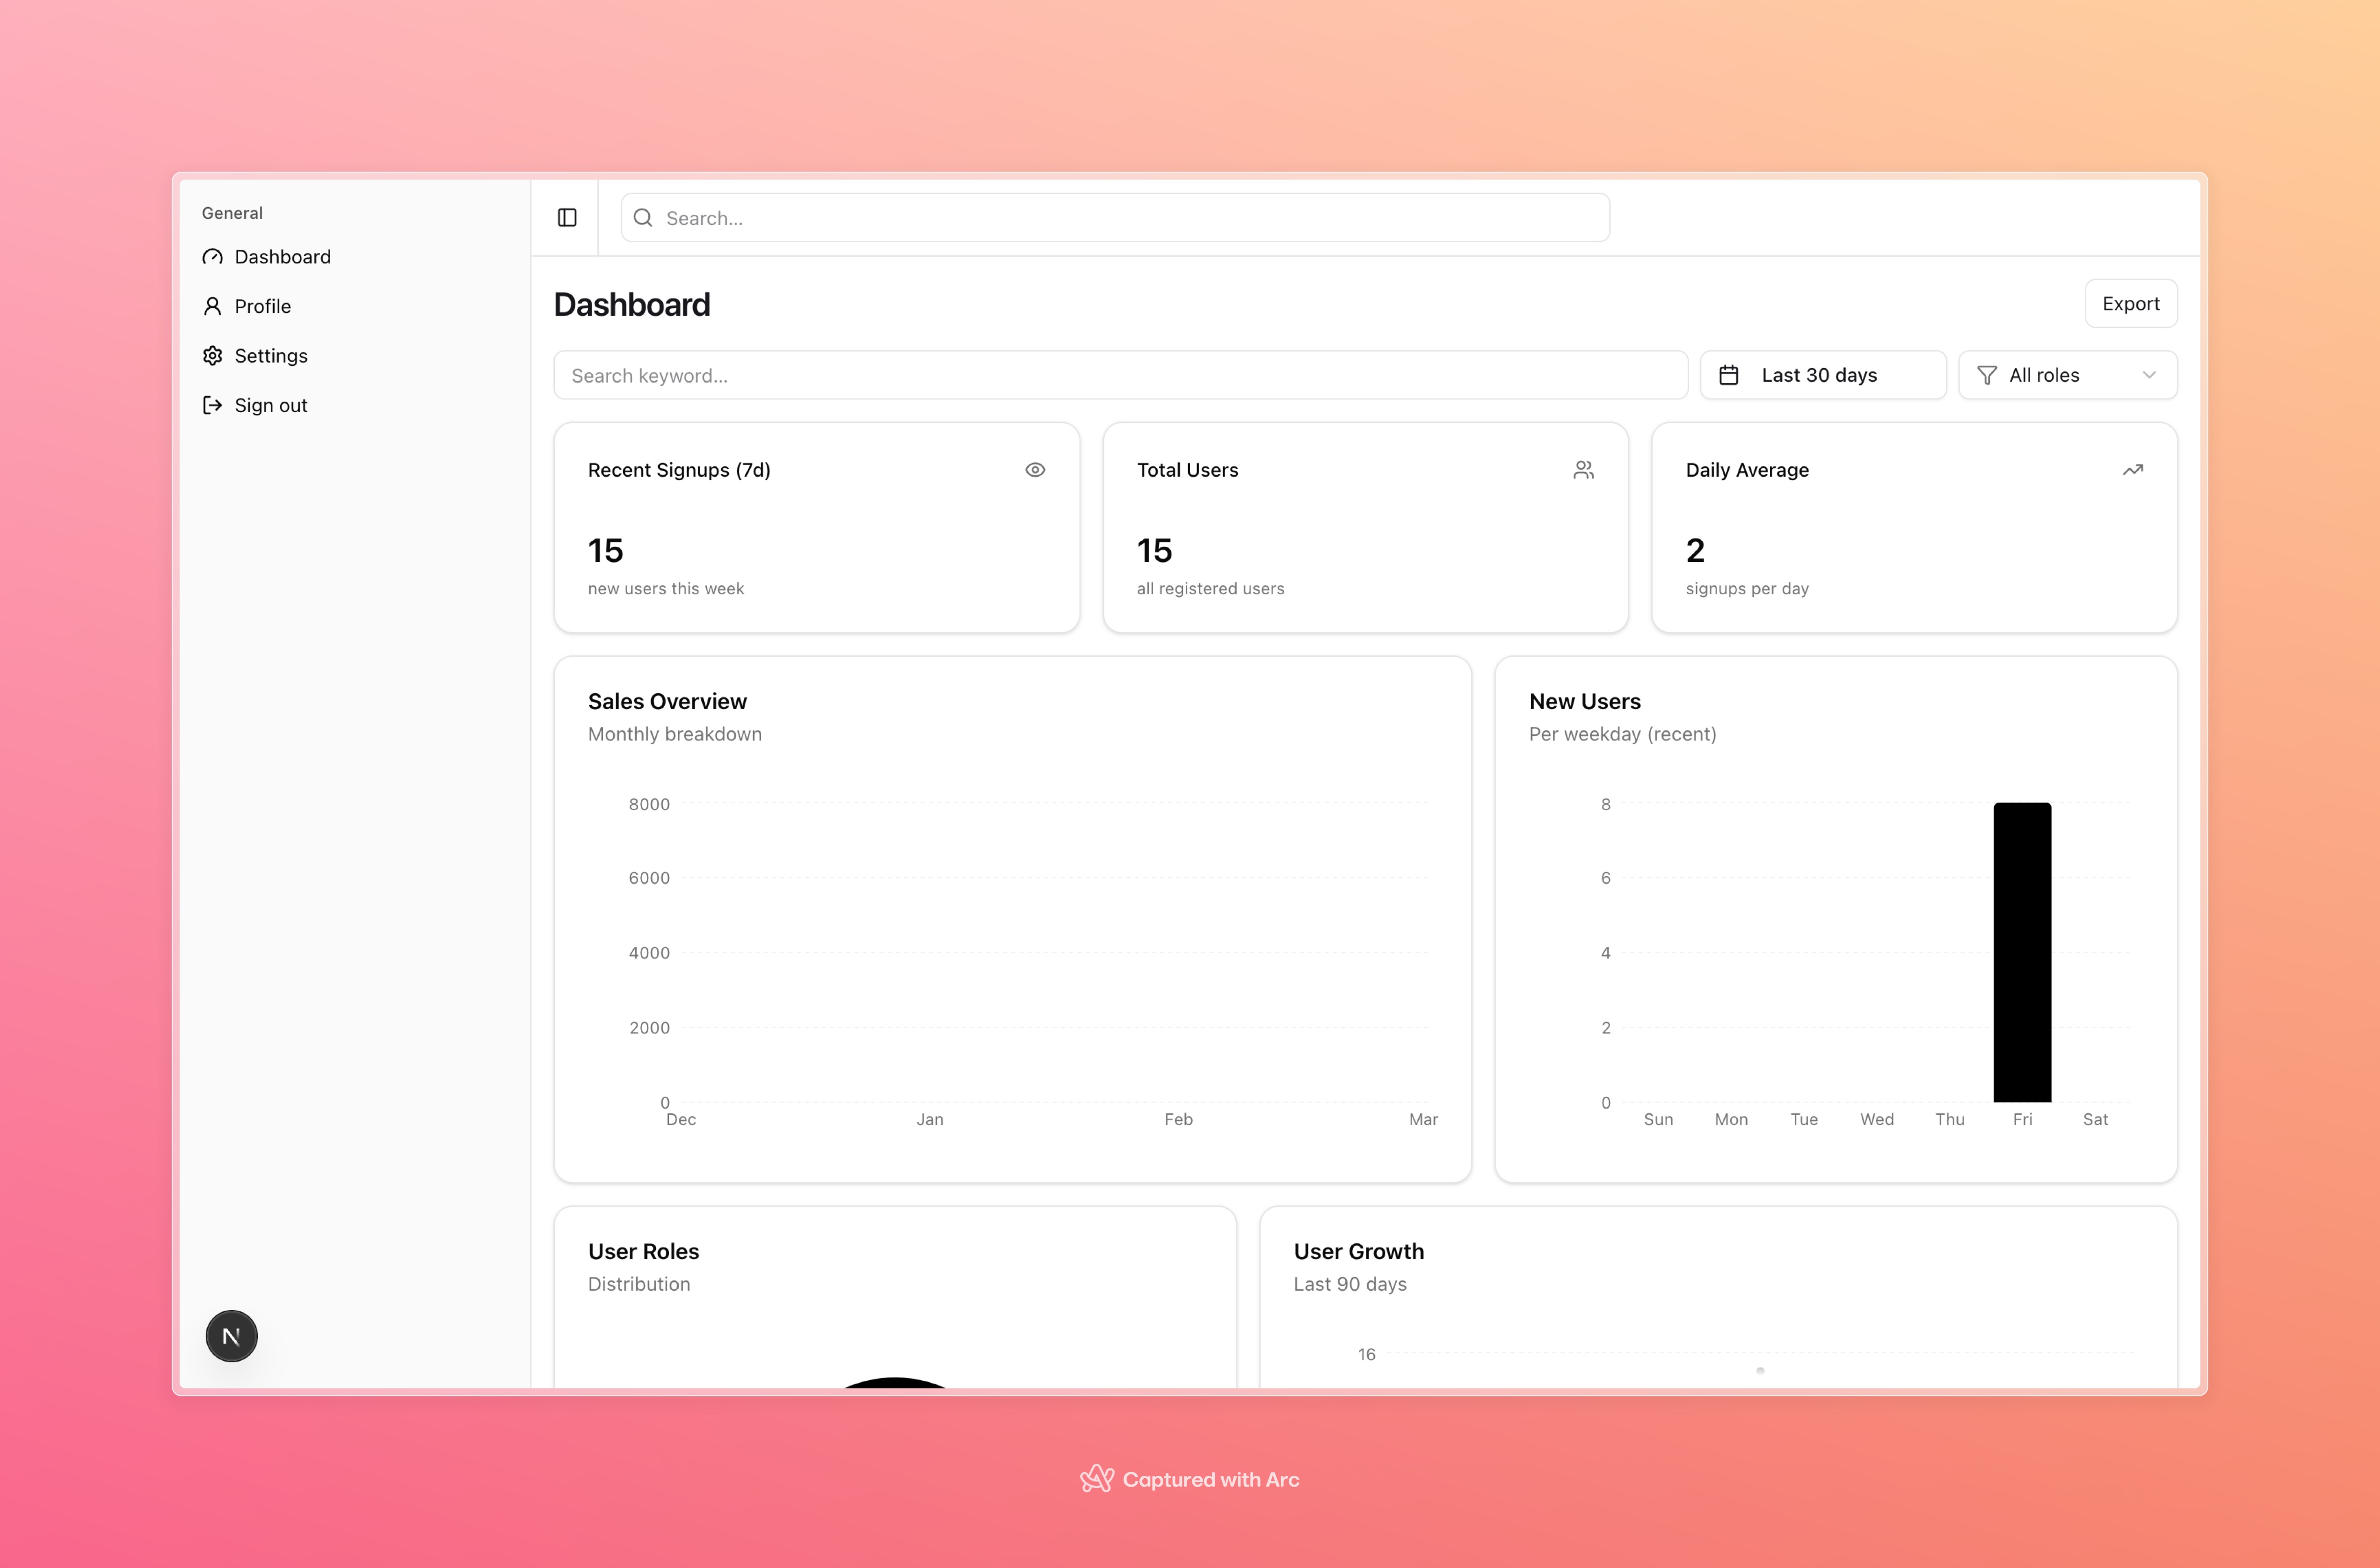 General
Dashboard
Profile
Settings
Sign out
N
Search...
Dashboard
Export
Search keyword...
Last 30 days
All roles
Recent Signups (7d)
15
new users this week
Total Users
15
all registered users
Daily Average
2
signups per day
Sales Overview
Monthly breakdown
8000
6000
4000
2000
0
Dec Jan Feb Mar
New Users
Per weekday (recent)
8
6
4
2
0
Sun Mon Tue Wed Thu Fri Sat
User Roles
Distribution
User Growth
Last 90 days
16
Captured with Arc